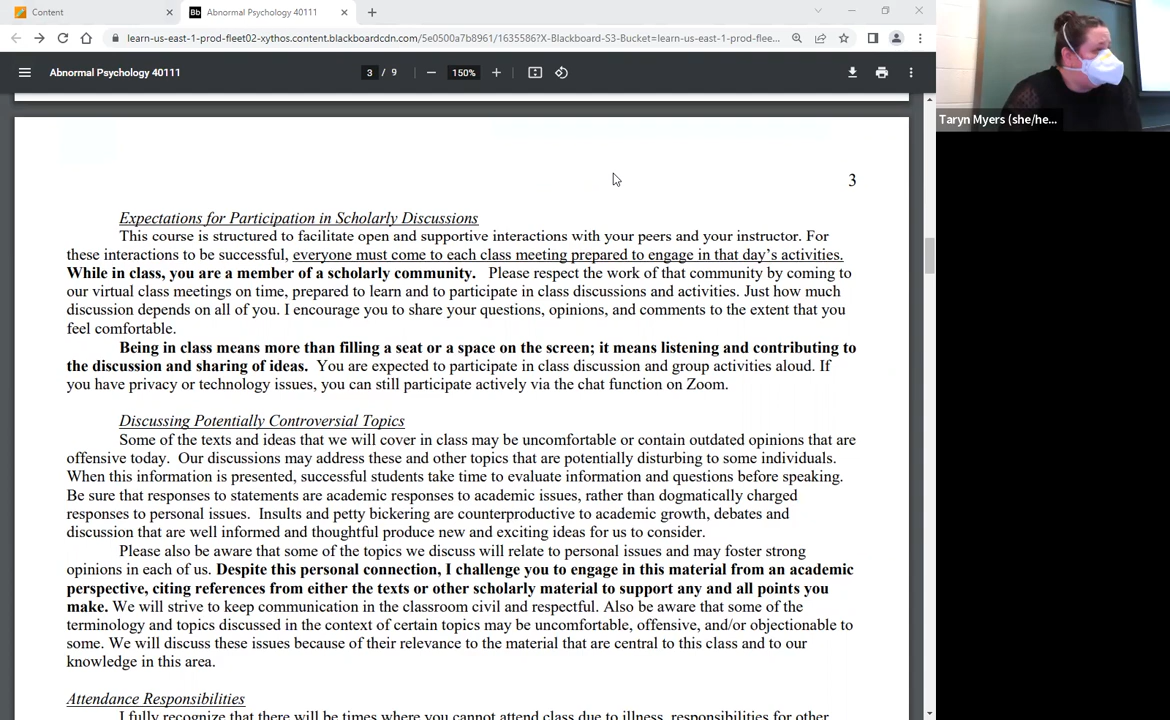 Content
Abnormal Psychology 40111
learn-us-east-1-prod-fleet02-xythos.content.blackboardcdn.com/5e0500a7b8961/1635586?X-Blackboard-S3-Bucket=learn-us-east-1-prod-flee...
Abnormal Psychology 40111
3 / 9
150%
Taryn Myers (she/he...
3
Expectations for Participation in Scholarly Discussions
This course is structured to facilitate open and supportive interactions with your peers and your instructor. For
these interactions to be successful, everyone must come to each class meeting prepared to engage in that day's activities.
While in class, you are a member of a scholarly community. Please respect the work of that community by coming to
our virtual class meetings on time, prepared to learn and to participate in class discussions and activities. Just how much
discussion depends on all of you. I encourage you to share your questions, opinions, and comments to the extent that you
feel comfortable.
Being in class means more than filling a seat or a space on the screen; it means listening and contributing to
the discussion and sharing of ideas. You are expected to participate in class discussion and group activities aloud. If
you have privacy or technology issues, you can still participate actively via the chat function on Zoom.
Discussing Potentially Controversial Topics
Some of the texts and ideas that we will cover in class may be uncomfortable or contain outdated opinions that are
offensive today. Our discussions may address these and other topics that are potentially disturbing to some individuals.
When this information is presented, successful students take time to evaluate information and questions before speaking.
Be sure that responses to statements are academic responses to academic issues, rather than dogmatically charged
responses to personal issues. Insults and petty bickering are counterproductive to academic growth, debates and
discussion that are well informed and thoughtful produce new and exciting ideas for us to consider.
Please also be aware that some of the topics we discuss will relate to personal issues and may foster strong
opinions in each of us. Despite this personal connection, I challenge you to engage in this material from an academic
perspective, citing references from either the texts or other scholarly material to support any and all points you
make. We will strive to keep communication in the classroom civil and respectful. Also be aware that some of the
terminology and topics discussed in the context of certain topics may be uncomfortable, offensive, and/or objectionable to
some. We will discuss these issues because of their relevance to the material that are central to this class and to our
knowledge in this area.
Attendance Responsibilities
I fully recognize that there will be times where you cannot attend class due to illness, responsibilities for other